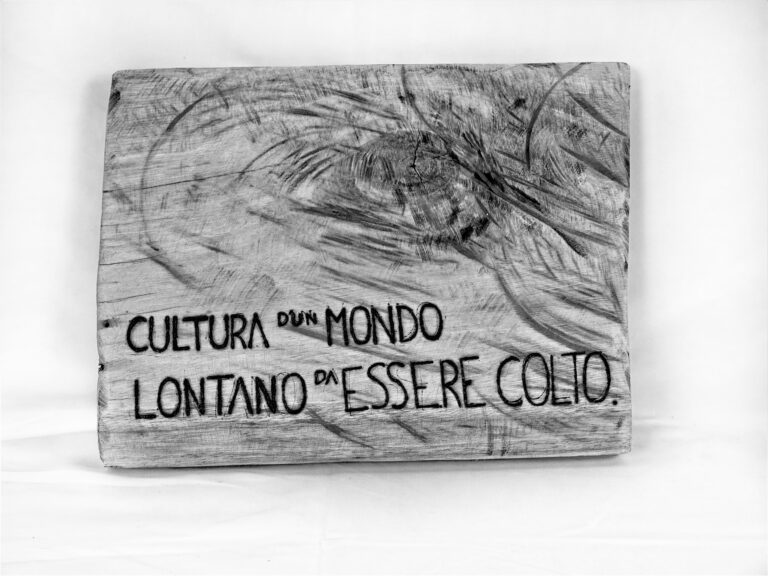 CULTURA D'UN MONDO
LONTANO DA ESSERE COLTO.